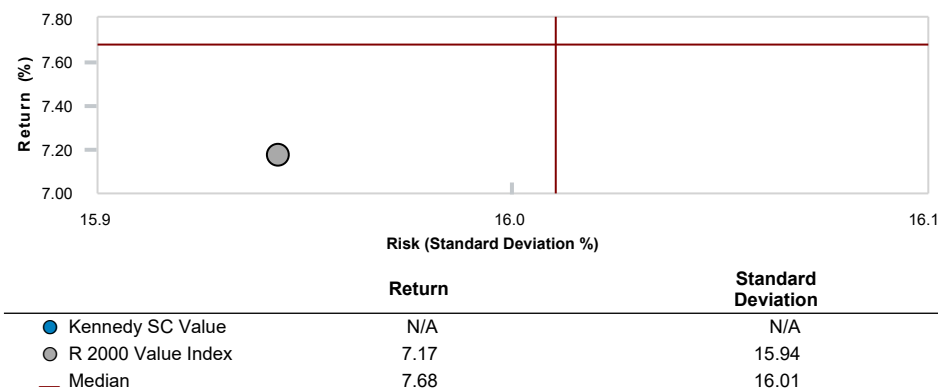 7.80
7.60
7.40
7.20
7.00
Return (%)
15.9 16.0 16.1
Risk (Standard Deviation %)
Return Standard Deviation
Kennedy SC Value N/A N/A
R 2000 Value Index 7.17 15.94
Median 7.68 16.01